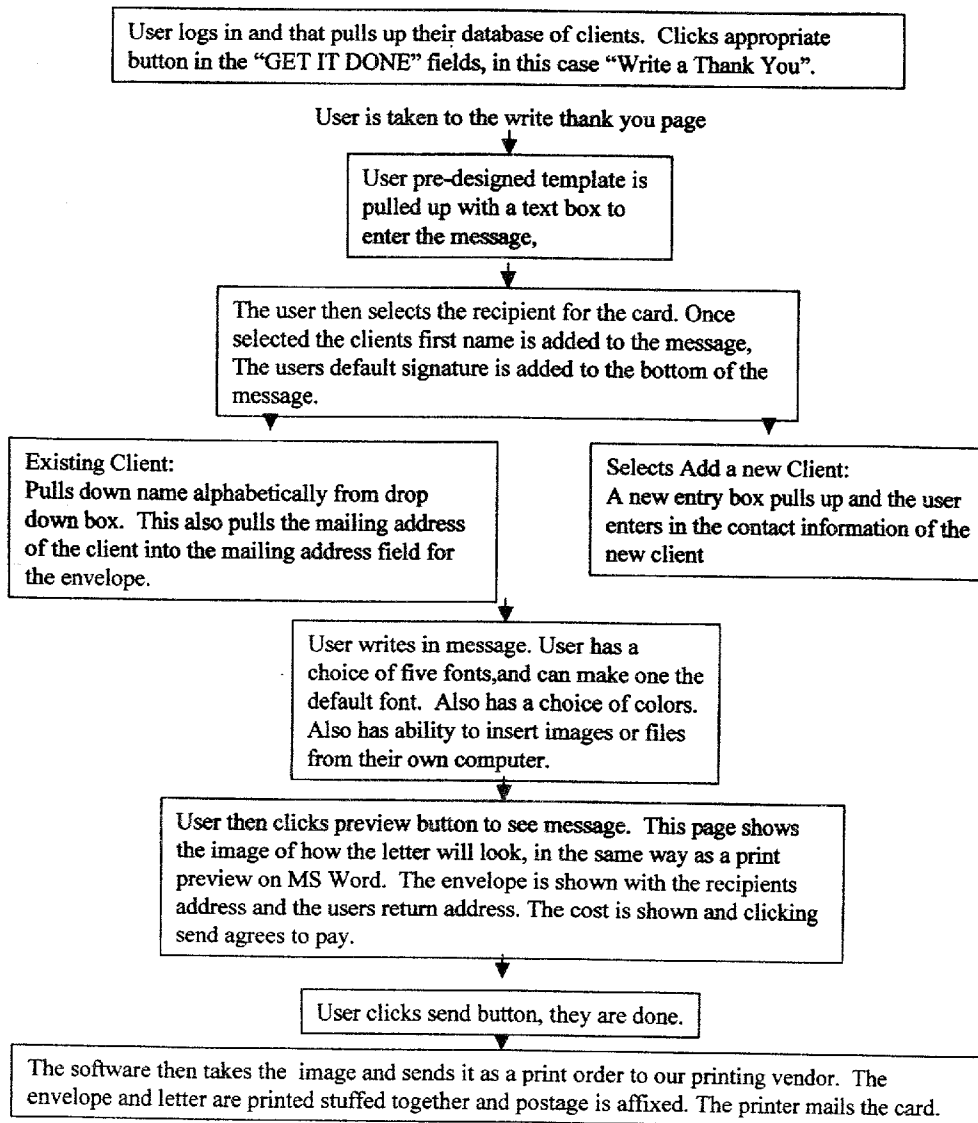 User logs in and that pulls up their database of clients. Clicks appropriate
button in the “GET IT DONE” fields, in this case “Write a Thank You”.
User is taken to the write thank you page
User pre-designed template is
pulled up with a text box to
enter the message,
The user then selects the recipient for the card. Once
selected the clients first name is added to the message,
The users default signature is added to the bottom of the
message.
Existing Client:
Pulls down name alphabetically from drop
down box. This also pulls the mailing address
of the client into the mailing address field for
the envelope.
Selects Add a new Client:
A new entry box pulls up and the user
enters in the contact information of the
new client
User writes in message. User has a
choice of five fonts,and can make one the
default font. Also has a choice of colors.
Also has ability to insert images or files
from their own computer.
User then clicks preview button to see message. This page shows
the image of how the letter will look, in the same way as a print
preview on MS Word. The envelope is shown with the recipients
address and the users return address. The cost is shown and clicking
send agrees to pay.
User clicks send button, they are done.
The software then takes the image and sends it as a print order to our printing vendor. The
envelope and letter are printed stuffed together and postage is affixed. The printer mails the card.